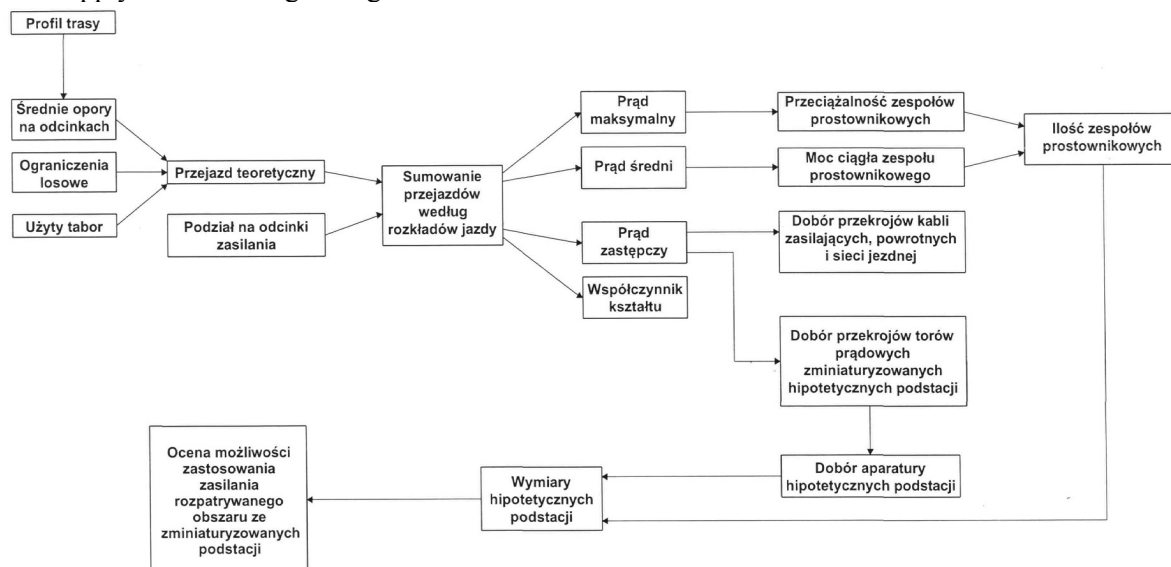 Profil trasy
Średnie opory
na odcinkach
Ograniczenia
losowe
Użyty tabor
Przejazd teoretyczny
Podział na odcinki
zasilania
Sumowanie
przejazdów
według
rozkładów jazdy
Prąd
maksymalny
Prąd średni
Prąd
zastępczy
Współczynnik
kształtu
Przeciążalność zespołów
prostownikowych
Moc ciągła zespołu
prostownikowego
Dobór przekrojów kabli
zasilających, powrotnych
i sieci jezdnej
Ilość zespołów
prostownikowych
Dobór przekrojów torów
prądowych
zminiaturyzowanych
hipotetycznych podstacji
Dobór aparatury
hipotetycznych podstacji
Wymiary
hipotetycznych
podstacji
Ocena możliwości
zastosowania
zasilania
rozpatrywanego
obszaru ze
zminiaturyzowanych
podstacji